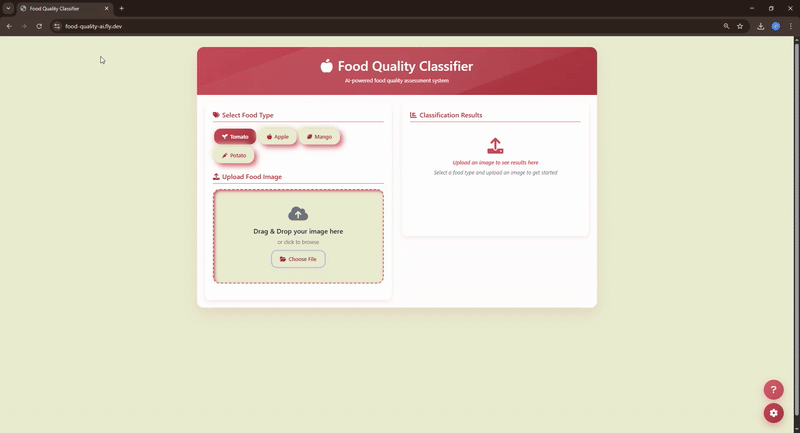 Food Quality Classifier
food-quality-ai.fly.dev
Food Quality Classifier
AI-powered food quality assessment system
Select Food Type
Tomato
Apple
Mango
Potato
Upload Food Image
Drag & Drop your image here
or click to browse
Choose File
Classification Results
Upload an image to see results here
Select a food type and upload an image to get started
?